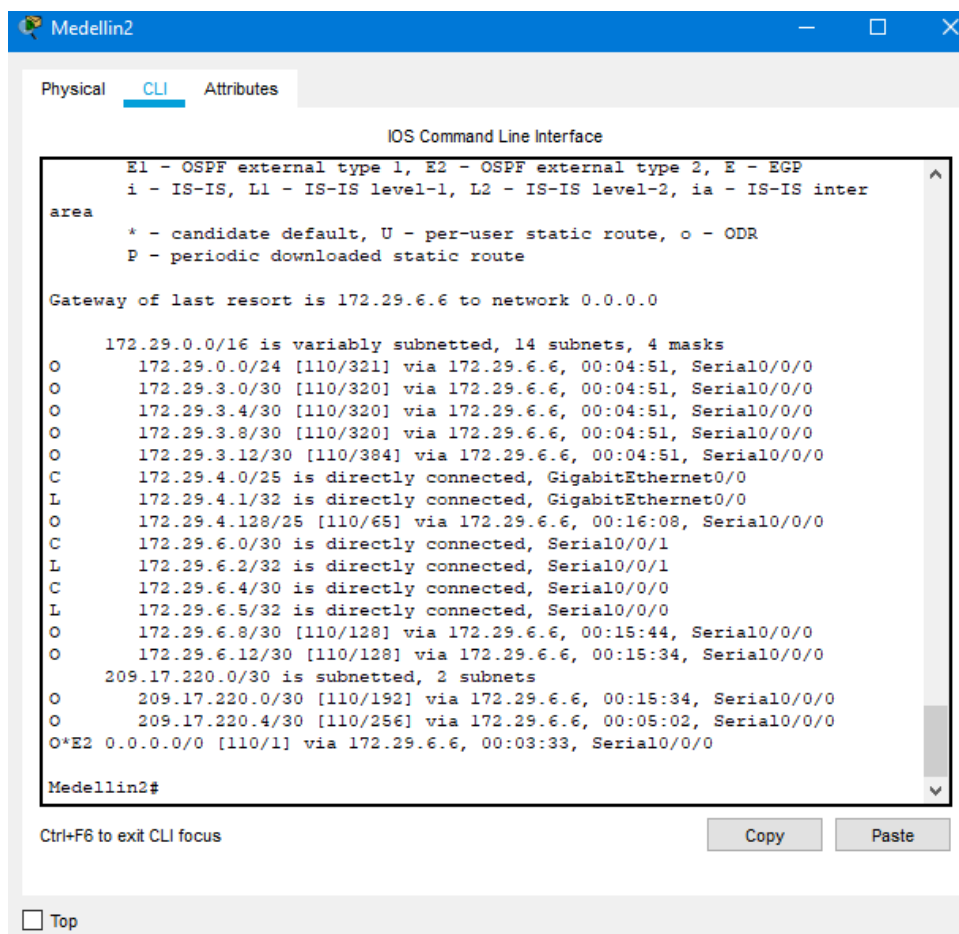 Medellin2
Physical CLI Attributes
IOS Command Line Interface
E1 - OSPF external type 1, E2 - OSPF external type 2, E - EGP
i - IS-IS, L1 - IS-IS level-1, L2 - IS-IS level-2, ia - IS-IS inter
area
* - candidate default, U - per-user static route, o - ODR
P - periodic downloaded static route
Gateway of last resort is 172.29.6.6 to network 0.0.0.0
172.29.0.0/16 is variably subnetted, 14 subnets, 4 masks
O 172.29.0.0/24 [110/321] via 172.29.6.6, 00:04:51, Serial0/0/0
O 172.29.3.0/30 [110/320] via 172.29.6.6, 00:04:51, Serial0/0/0
O 172.29.3.4/30 [110/320] via 172.29.6.6, 00:04:51, Serial0/0/0
O 172.29.3.8/30 [110/320] via 172.29.6.6, 00:04:51, Serial0/0/0
O 172.29.3.12/30 [110/384] via 172.29.6.6, 00:04:51, Serial0/0/0
C 172.29.4.0/25 is directly connected, GigabitEthernet0/0
L 172.29.4.1/32 is directly connected, GigabitEthernet0/0
O 172.29.4.128/25 [110/65] via 172.29.6.6, 00:16:08, Serial0/0/0
C 172.29.6.0/30 is directly connected, Serial0/0/1
L 172.29.6.2/32 is directly connected, Serial0/0/1
C 172.29.6.4/30 is directly connected, Serial0/0/0
L 172.29.6.5/32 is directly connected, Serial0/0/0
O 172.29.6.8/30 [110/128] via 172.29.6.6, 00:15:44, Serial0/0/0
O 172.29.6.12/30 [110/128] via 172.29.6.6, 00:15:34, Serial0/0/0
209.17.220.0/30 is subnetted, 2 subnets
O 209.17.220.0/30 [110/192] via 172.29.6.6, 00:15:34, Serial0/0/0
O 209.17.220.4/30 [110/256] via 172.29.6.6, 00:05:02, Serial0/0/0
O*E2 0.0.0.0/0 [110/1] via 172.29.6.6, 00:03:33, Serial0/0/0
Medellin2#
Ctrl+F6 to exit CLI focus Copy Paste
Top